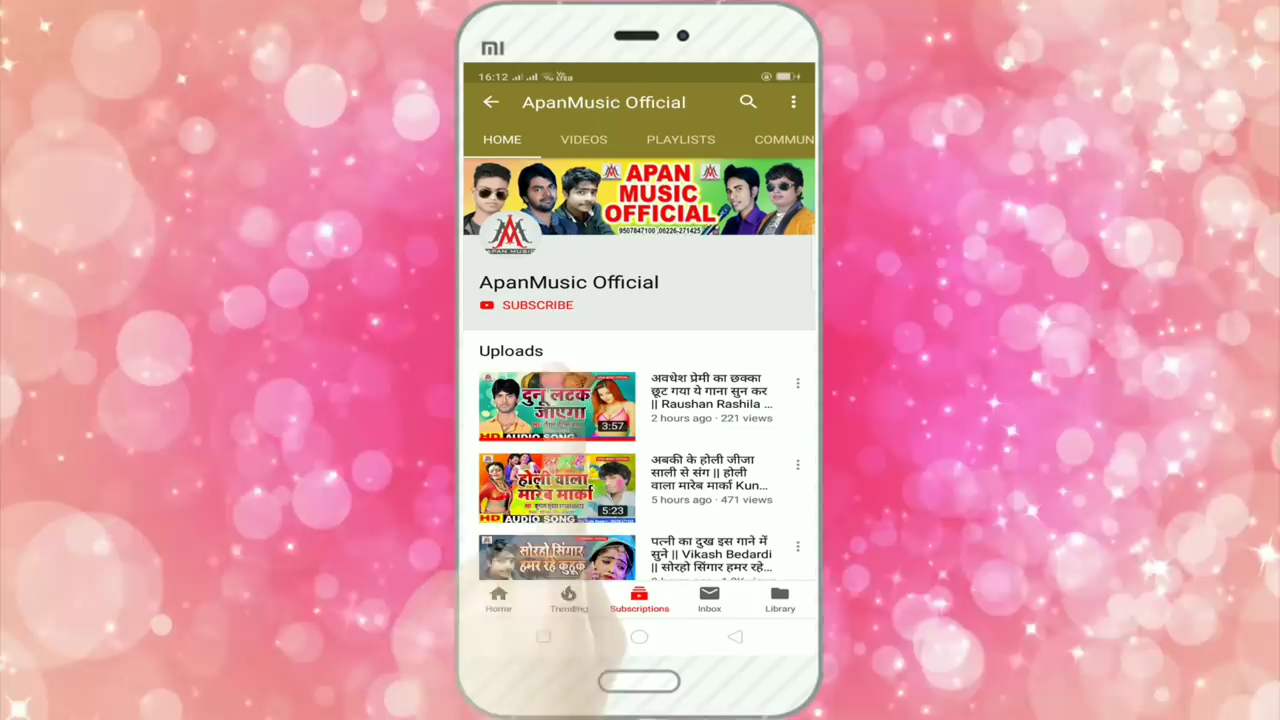 16:12
ApanMusic Official
HOME VIDEOS PLAYLISTS COMMUN
APAN
MUSIC
OFFICIAL
9507847100 ,06226-271425
APAN MUSIC
ApanMusic Official
SUBSCRIBE
Uploads
दुनू लटक
जाएगा
3:57
HD AUDIO SONG
अवधेश प्रेमी का छक्का
छूट गया ये गाना सुन कर
|| Raushan Rashila ...
2 hours ago · 221 views
होली वाला
मारेब मार्का
5:23
HD AUDIO SONG
अबकी के होली जीजा
साली से संग || होली
वाला मारेब मार्का Kun...
5 hours ago · 471 views
सोरहो सिंगार
हमर रहे कुहूक
पत्नी का दुख इस गाने में
सुने || Vikash Bedardi
|| सोरहो सिंगार हमर रहे...
Home Trending Subscriptions Inbox Library